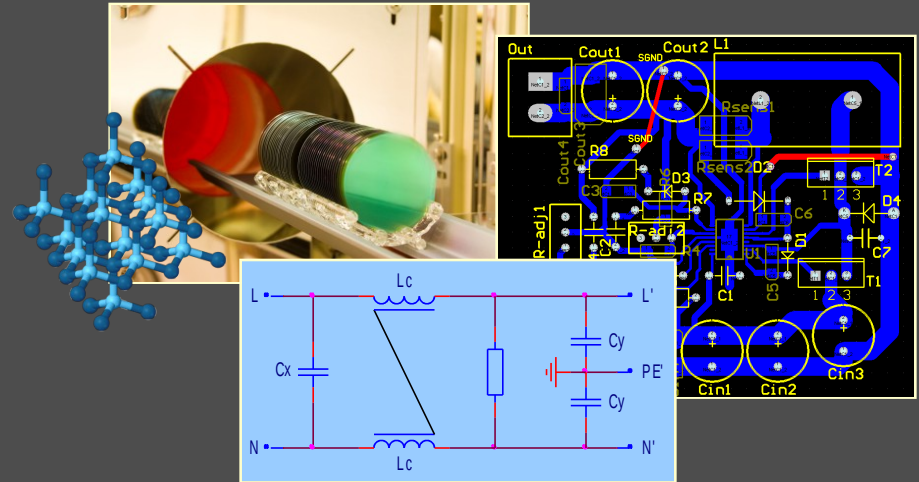 Out
Cout1
Cout2
L1
SGND
Rsens1
SGND
Rsens2
Cout3
Cout4
R8
D2
T2
C3
R6
D3
R7
1 2 3
D4
C6
R-adj1
C2
R-adj2
R4
U1
D1
C7
C5
T1
C1
1 2 3
Cin1
Cin2
Cin3
L
Lc
L'
Cx
Cy
PE'
Cy
N
Lc
N'